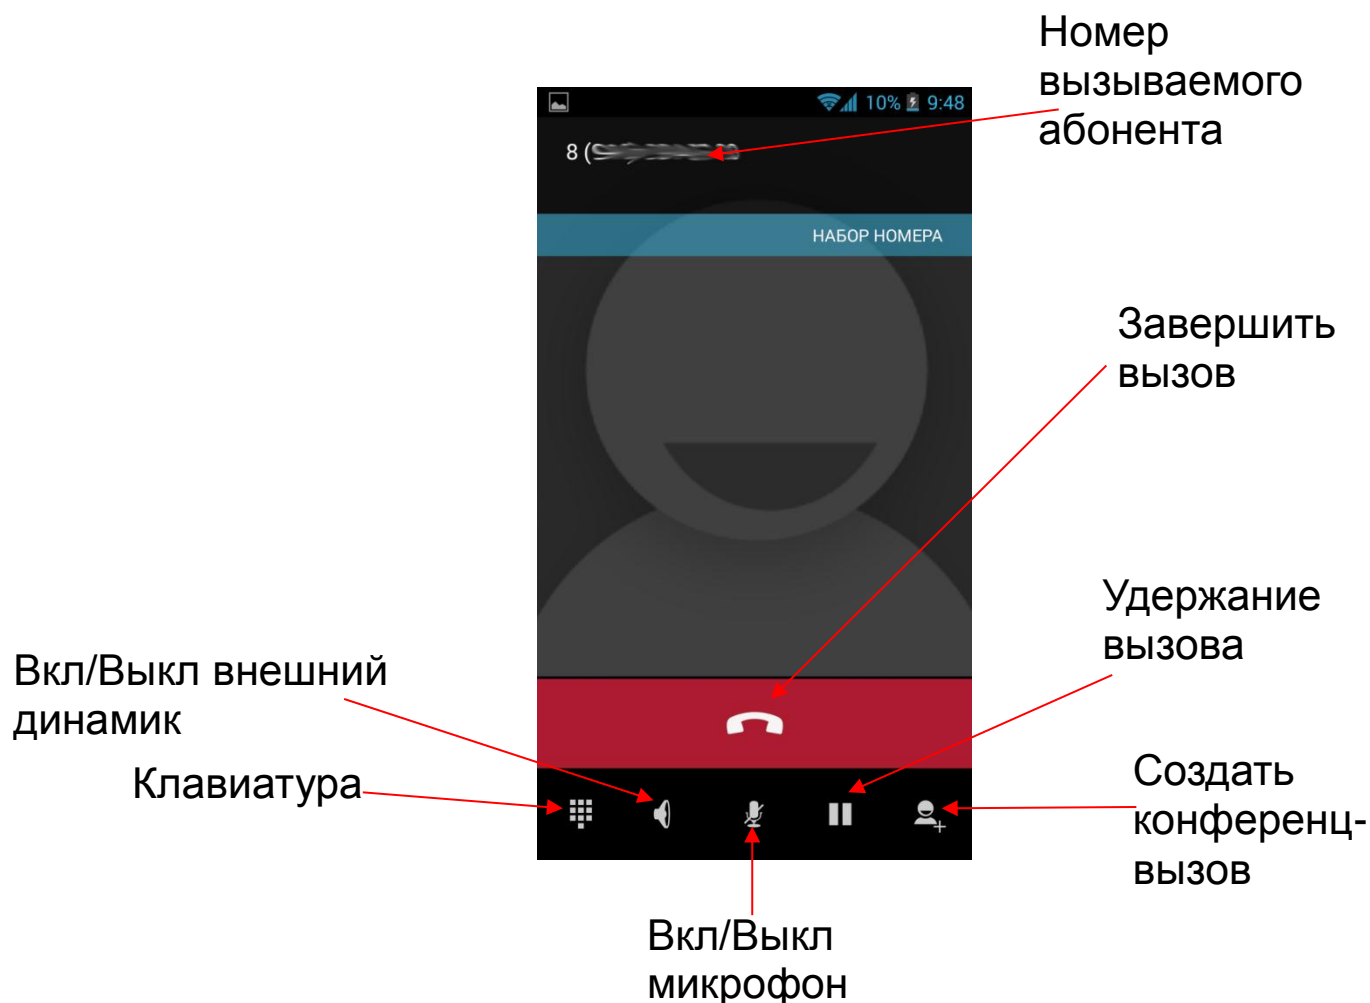 Номер
вызываемого
абонента
10% 9:48
8 (
НАБОР НОМЕРА
Завершить
вызов
Удержание
вызова
Вкл/Выкл внешний
динамик
Клавиатура
Создать
конференц-
вызов
Вкл/Выкл
микрофон